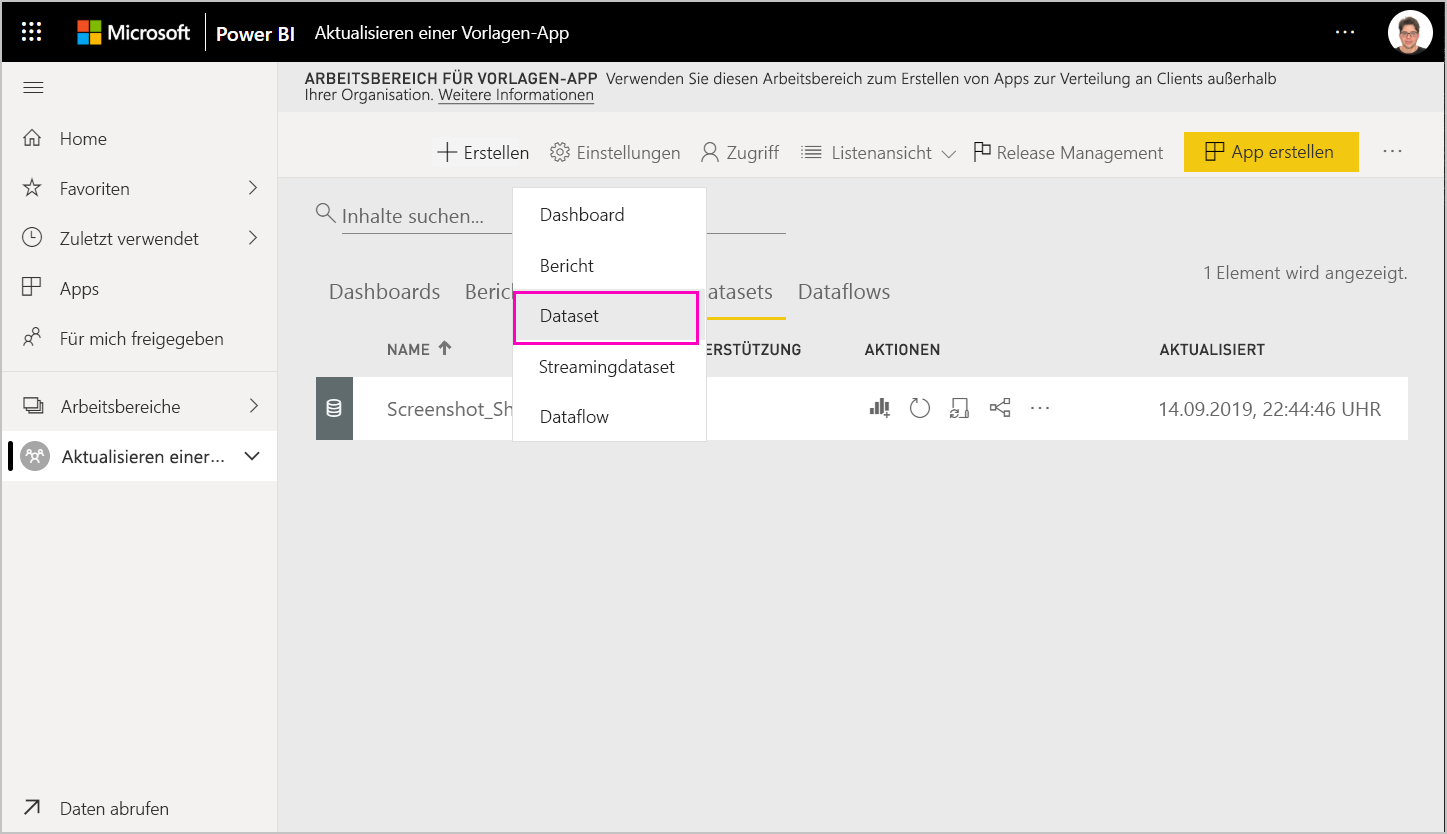 Microsoft Power BI Aktualisieren einer Vorlagen-App ...
ARBEITSBEREICH FÜR VORLAGEN-APP Verwenden Sie diesen Arbeitsbereich zum Erstellen von Apps zur Verteilung an Clients außerhalb
Ihrer Organisation. Weitere Informationen
Home
Favoriten
Zuletzt verwendet
Apps
Für mich freigegeben
Arbeitsbereiche
Aktualisieren einer...
Daten abrufen
Erstellen Einstellungen Zugriff Listenansicht Release Management App erstellen ...
Inhalte suchen...
Dashboard
Bericht
Dataset
Streamingdataset
Dataflow
1 Element wird angezeigt.
Dashboards Beric atasets Dataflows
NAME ERSTÜTZUNG AKTIONEN AKTUALISIERT
Screenshot_Sh ... 14.09.2019, 22:44:46 UHR